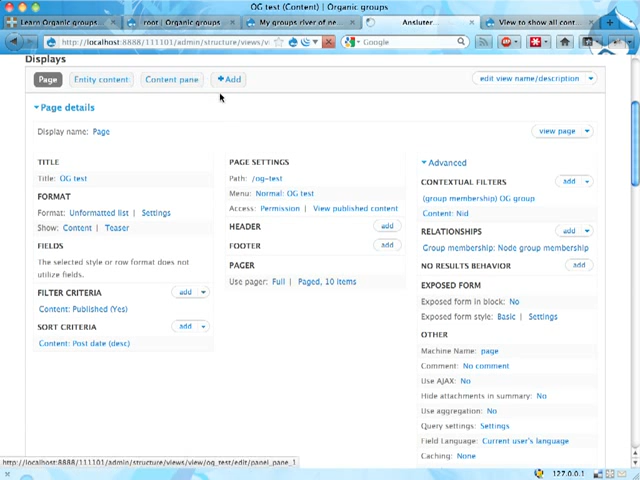 OG test (Content) | Organic groups
Learn Organic groups...
root | Organic groups
My groups river of ne...
Ansluter...
View to show all cont...
http://localhost:8888/111101/admin/structure/views/v
Google
Displays
Page
Entity content
Content pane
+Add
edit view name/description
Page details
Display name: Page
view page
TITLE
Title: OG test
FORMAT
Format: Unformatted list | Settings
Show: Content | Teaser
FIELDS
The selected style or row format does not
utilize fields.
FILTER CRITERIA
add
Content: Published (Yes)
SORT CRITERIA
add
Content: Post date (desc)
PAGE SETTINGS
Path: /og-test
Menu: Normal: OG test
Access: Permission | View published content
HEADER
add
FOOTER
add
PAGER
Use pager: Full | Paged, 10 items
Advanced
CONTEXTUAL FILTERS
add
(group membership) OG group
Content: Nid
RELATIONSHIPS
add
Group membership: Node group membership
NO RESULTS BEHAVIOR
add
EXPOSED FORM
Exposed form in block: No
Exposed form style: Basic | Settings
OTHER
Machine Name: page
Comment: No comment
Use AJAX: No
Hide attachments in summary: No
Use aggregation: No
Query settings: Settings
Field Language: Current user's language
Caching: None
http://localhost:8888/111101/admin/structure/views/view/og_test/edit/panel_pane_1
127.0.0.1